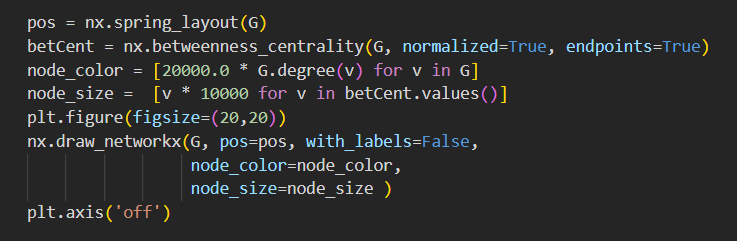 pos = nx.spring_layout(G)
betCent = nx.betweenness_centrality(G, normalized=True, endpoints=True)
node_color = [20000.0 * G.degree(v) for v in G]
node_size =  [v * 10000 for v in betCent.values()]
plt.figure(figsize=(20,20))
nx.draw_networkx(G, pos=pos, with_labels=False,
                 node_color=node_color,
                 node_size=node_size )
plt.axis('off')